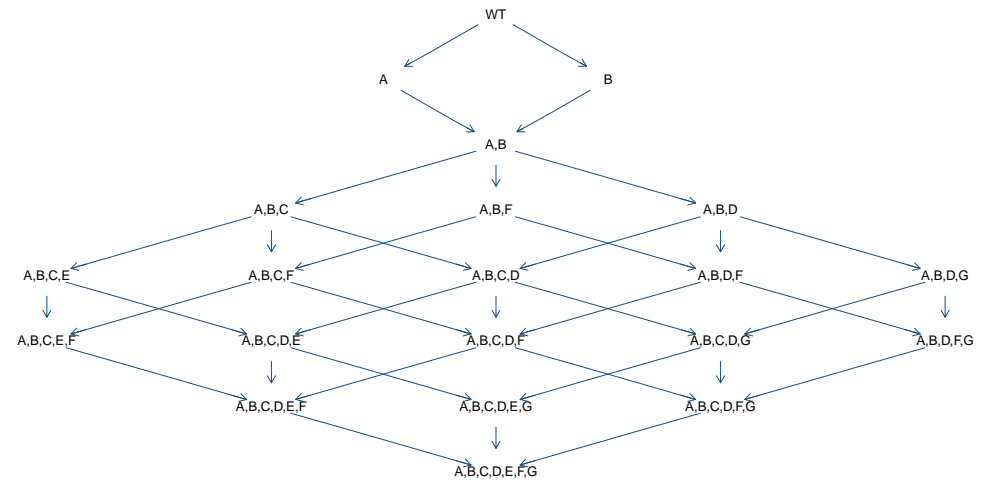 WT
A B
A,B
A,B,C A,B,F A,B,D
A,B,C,E A,B,C,F A,B,C,D A,B,D,F A,B,D,G
A,B,C,E,F A,B,C,D,E A,B,C,D,F A,B,C,D,G A,B,D,F,G
A,B,C,D,E,F A,B,C,D,E,G A,B,C,D,F,G
A,B,C,D,E,F,G